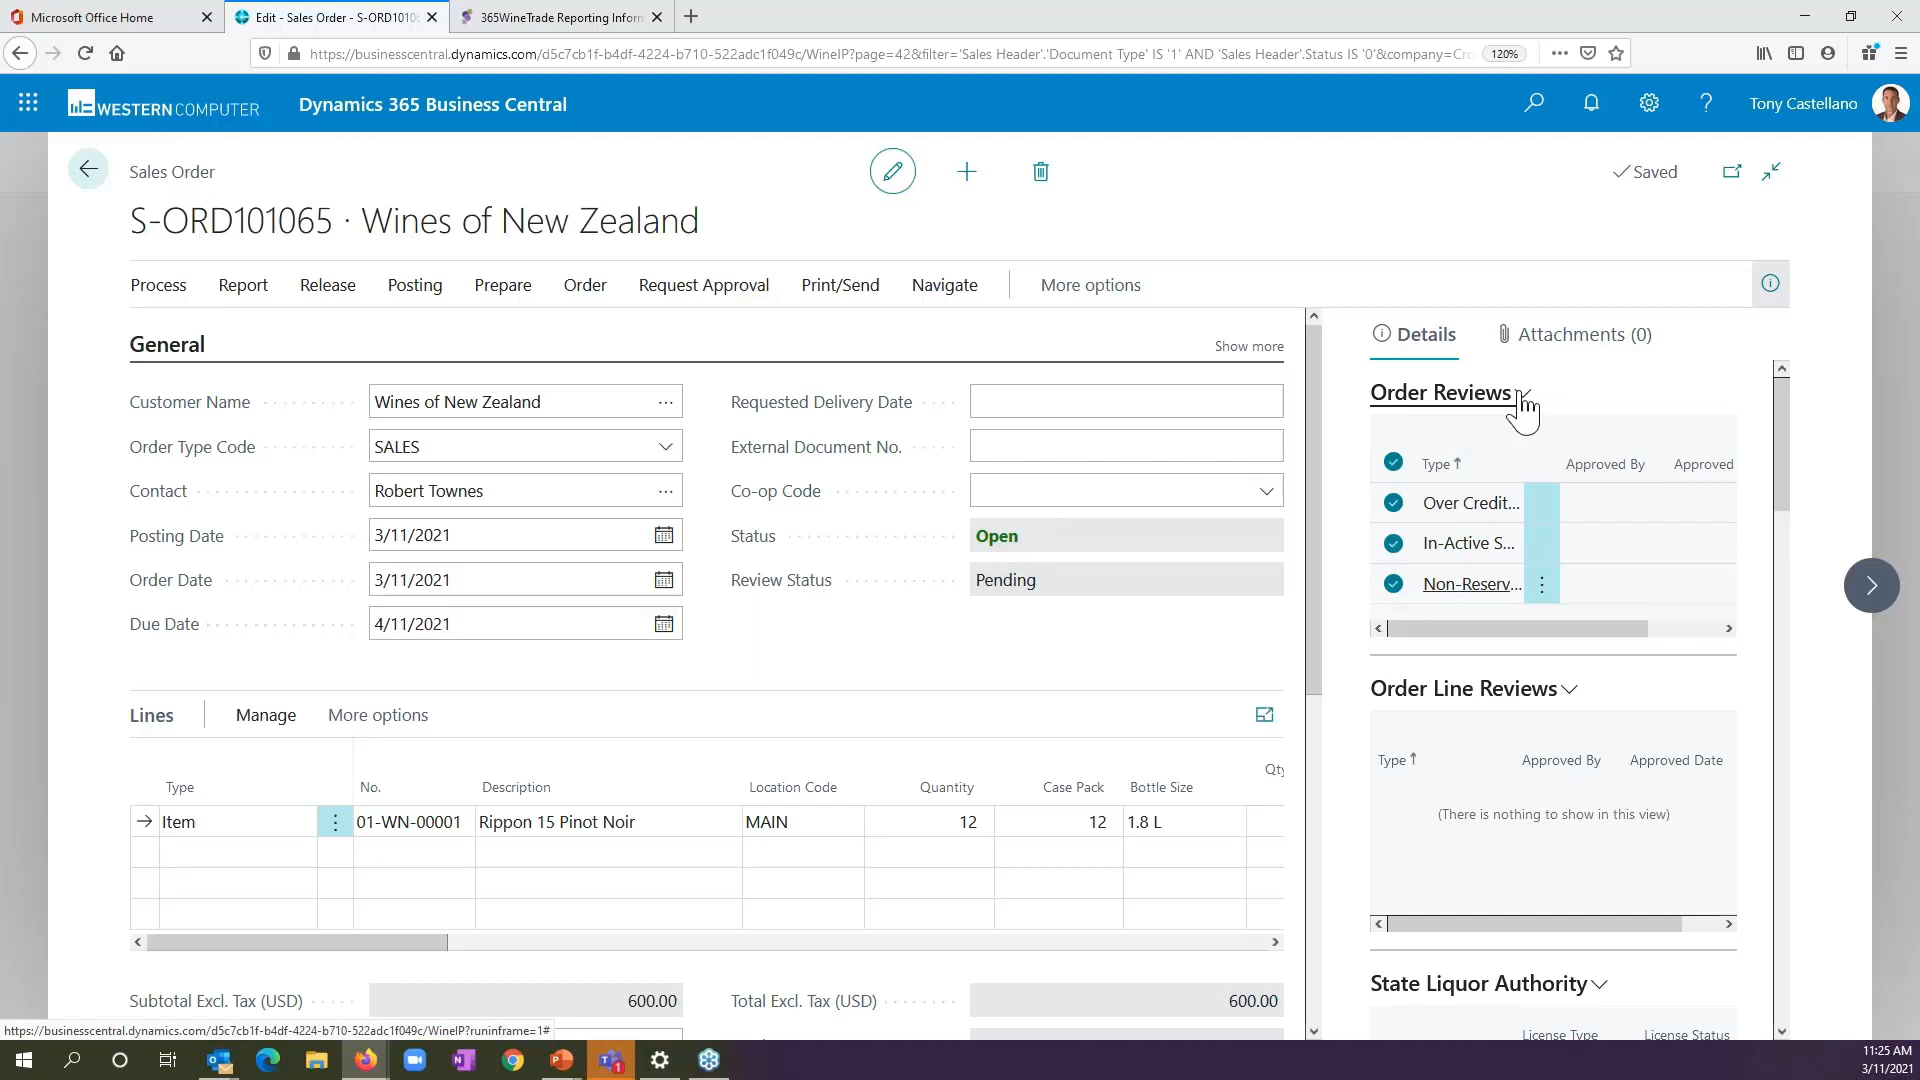 Microsoft Office Home
Edit - Sales Order - S-ORD1010
365WineTrade Reporting Inforn
https://businesscentral.dynamics.com/d5c7cb1f-b4df-4224-b710-522adc1f049c/WineIP?page=42&filter='Sales Header'.'Document Type' IS '1' AND 'Sales Header'.Status IS '0'&company=Cr
120%
WESTERNCOMPUTER
Dynamics 365 Business Central
Tony Castellano
Sales Order
Saved
S-ORD101065 · Wines of New Zealand
Process Report Release Posting Prepare Order Request Approval Print/Send Navigate More options
Details
Attachments (0)
General
Show more
Customer Name Wines of New Zealand
Requested Delivery Date
Order Type Code SALES
External Document No.
Contact Robert Townes
Co-op Code
Posting Date 3/11/2021
Status Open
Order Date 3/11/2021
Review Status Pending
Due Date 4/11/2021
Order Reviews
Type ↑ Approved By Approved
Over Credit...
In-Active S...
Non-Reserv...
Order Line Reviews
Type ↑ Approved By Approved Date
(There is nothing to show in this view)
State Liquor Authority
License Type License Status
Lines Manage More options
Type No. Description Location Code Quantity Case Pack Bottle Size Qty
Item 01-WN-00001 Rippon 15 Pinot Noir MAIN 12 12 1.8 L
Subtotal Excl. Tax (USD) 600.00
Total Excl. Tax (USD) 600.00
https://businesscentral.dynamics.com/d5c7cb1f-b4df-4224-b710-522adc1f049c/WineIP?runinframe=1#
11:25 AM
3/11/2021